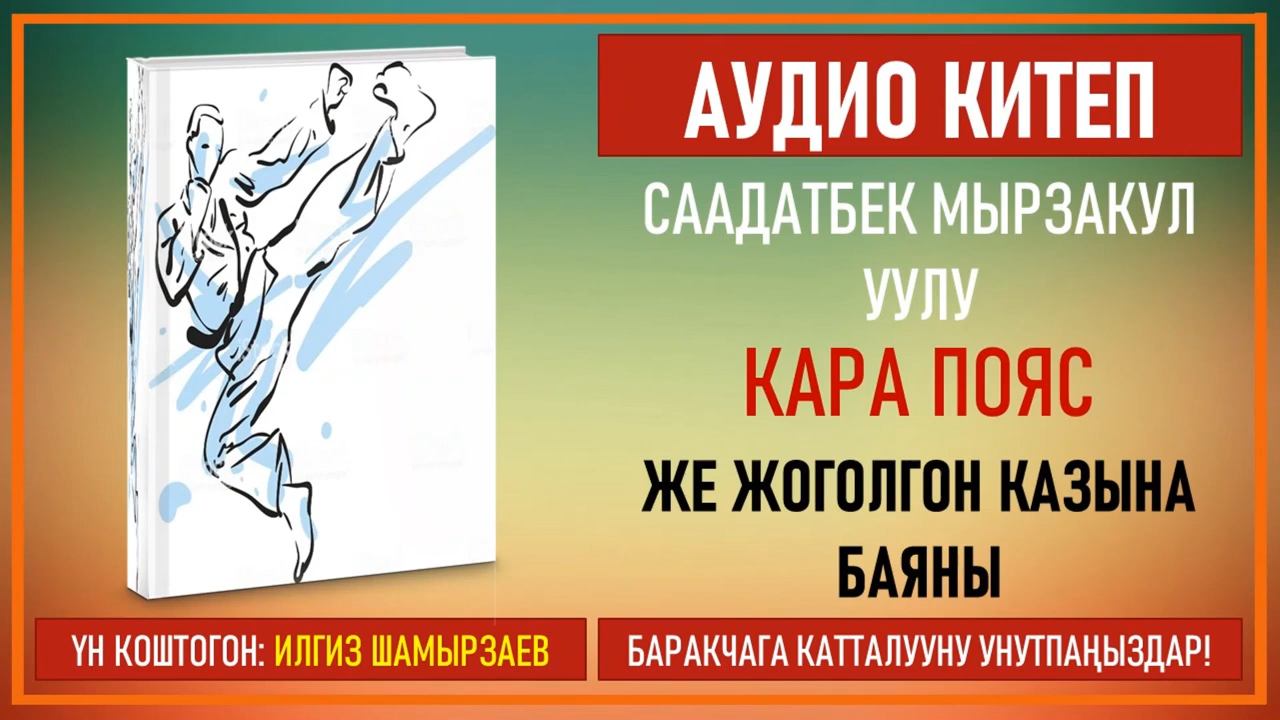 АУДИО КИТЕП
СААДАТБЕК МЫРЗАКУЛ
УУЛУ
КАРА ПОЯС
ЖЕ ЖОГОЛГОН КАЗЫНА
БАЯНЫ
ҮН КОШТОГОН: ИЛГИЗ ШАМЫРЗАЕВ
БАРАКЧАГА КАТТАЛУУНУ УНУТПАҢЫЗДАР!